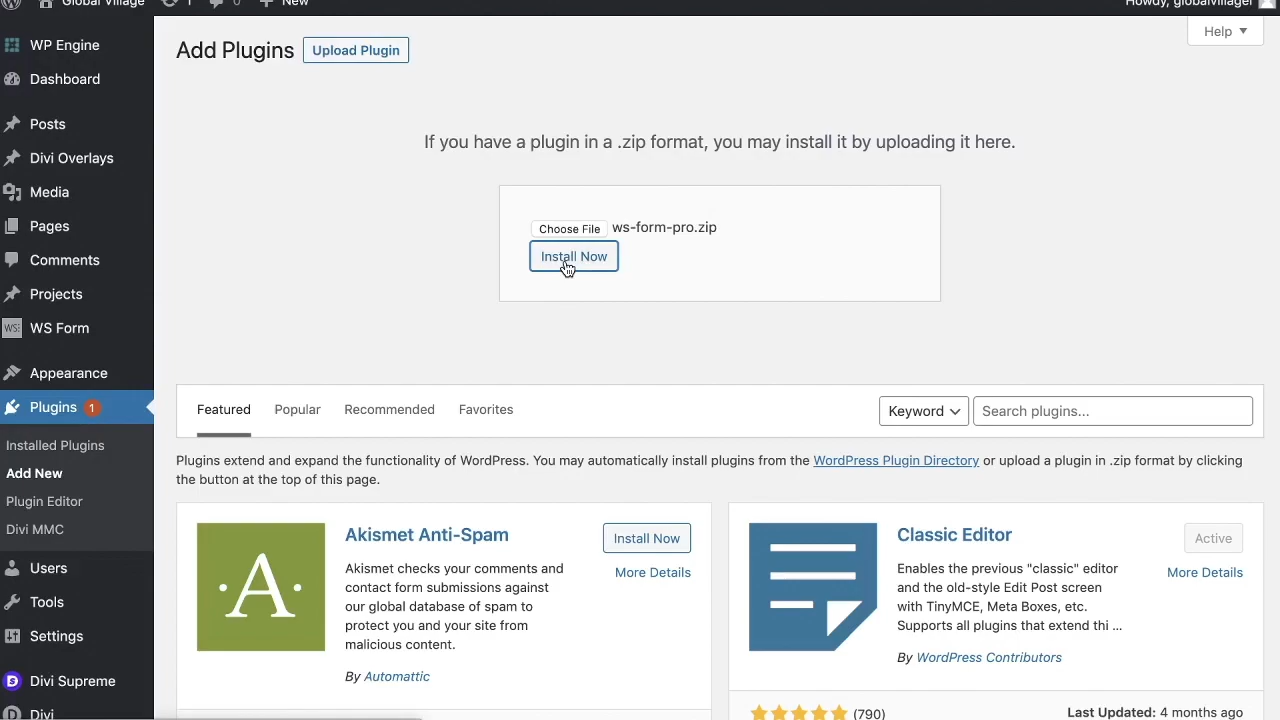 Global Village 1 0 New
Howdy, globalvillager
WP Engine
Dashboard
Posts
Divi Overlays
Media
Pages
Comments
Projects
WS Form
Appearance
Plugins 1
Installed Plugins
Add New
Plugin Editor
Divi MMC
Users
Tools
Settings
Divi Supreme
Divi
Add Plugins Upload Plugin
Help
If you have a plugin in a .zip format, you may install it by uploading it here.
Choose File ws-form-pro.zip
Install Now
Featured Popular Recommended Favorites
Keyword Search plugins...
Plugins extend and expand the functionality of WordPress. You may automatically install plugins from the WordPress Plugin Directory or upload a plugin in .zip format by clicking
the button at the top of this page.
A
Akismet Anti-Spam
Install Now
More Details
Akismet checks your comments and
contact form submissions against
our global database of spam to
protect you and your site from
malicious content.
By Automattic
Classic Editor
Active
More Details
Enables the previous "classic" editor
and the old-style Edit Post screen
with TinyMCE, Meta Boxes, etc.
Supports all plugins that extend thi ...
By WordPress Contributors
(790)
Last Updated: 4 months ago